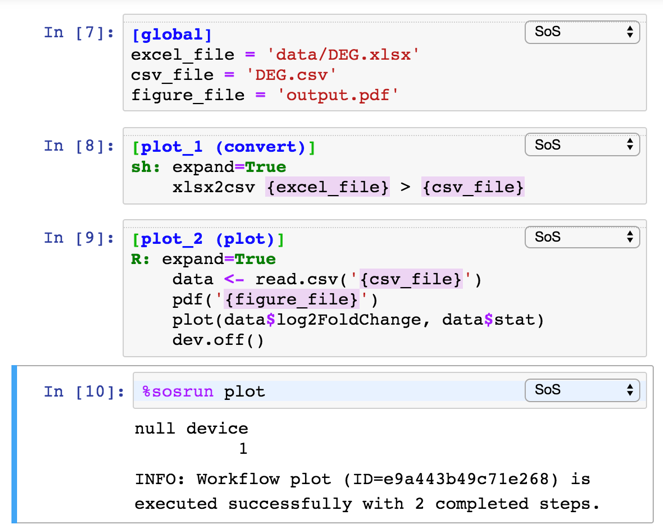 In [7]: [global] SoS
excel_file = 'data/DEG.xlsx'
csv_file = 'DEG.csv'
figure_file = 'output.pdf'
In [8]: [plot_1 (convert)] SoS
sh: expand=True
xlsx2csv {excel_file} > {csv_file}
In [9]: [plot_2 (plot)] SoS
R: expand=True
data <- read.csv('{csv_file}')
pdf('{figure_file}')
plot(data$log2FoldChange, data$stat)
dev.off()
In [10]: %sosrun plot SoS
null device
1
INFO: Workflow plot (ID=e9a443b49c71e268) is
executed successfully with 2 completed steps.